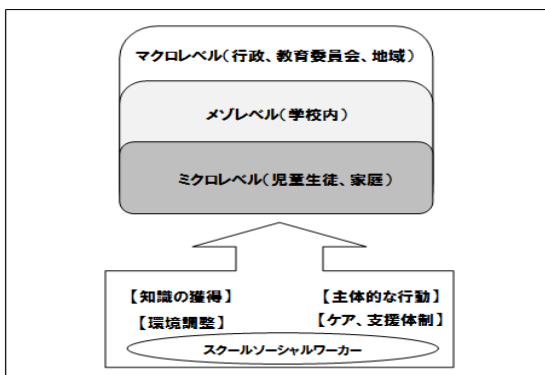 マクロレベル(行政、教育委員会、地域)
メゾレベル(学校内)
ミクロレベル(児童生徒、家庭)
【知識の獲得】 【主体的な行動】
【環境調整】 【ケア、支援体制】
スクールソーシャルワーカー